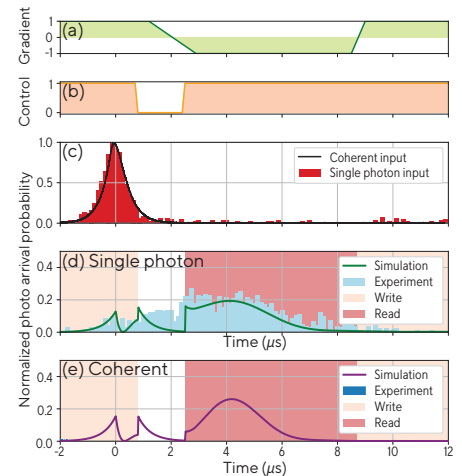 Gradient
1
0
-1
(a)
Control
1
0
(b)
Normalized photo arrival probability
1.0
0.5
0.0
(c)
Coherent input
Single photon input
0.4
0.2
0.0
(d) Single photon
Simulation
Experiment
Write
Read
Time (μs)
0.4
0.2
0.0
(e) Coherent
Simulation
Experiment
Write
Read
-2 0 2 4 6 8 10 12
Time (μs)